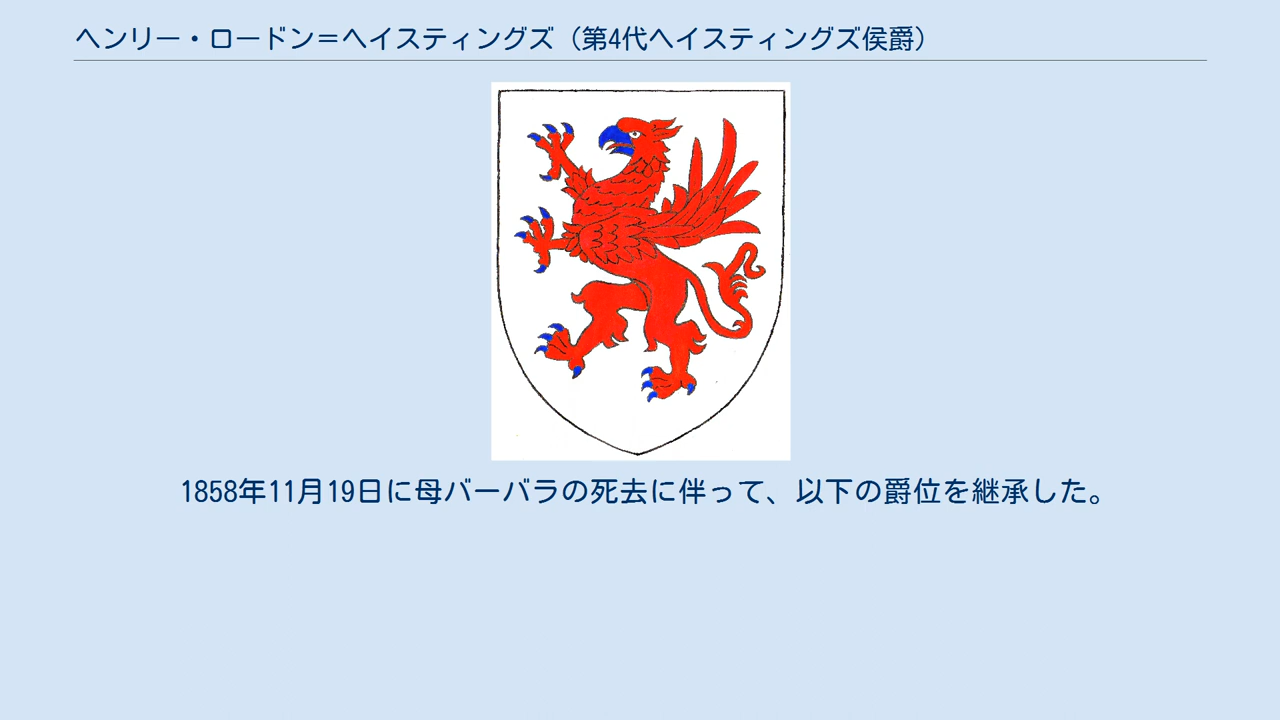 ヘンリー・ロードン＝ヘイスティングズ（第4代ヘイスティングズ侯爵）
1858年11月19日に母バーバラの死去に伴って、以下の爵位を継承した。